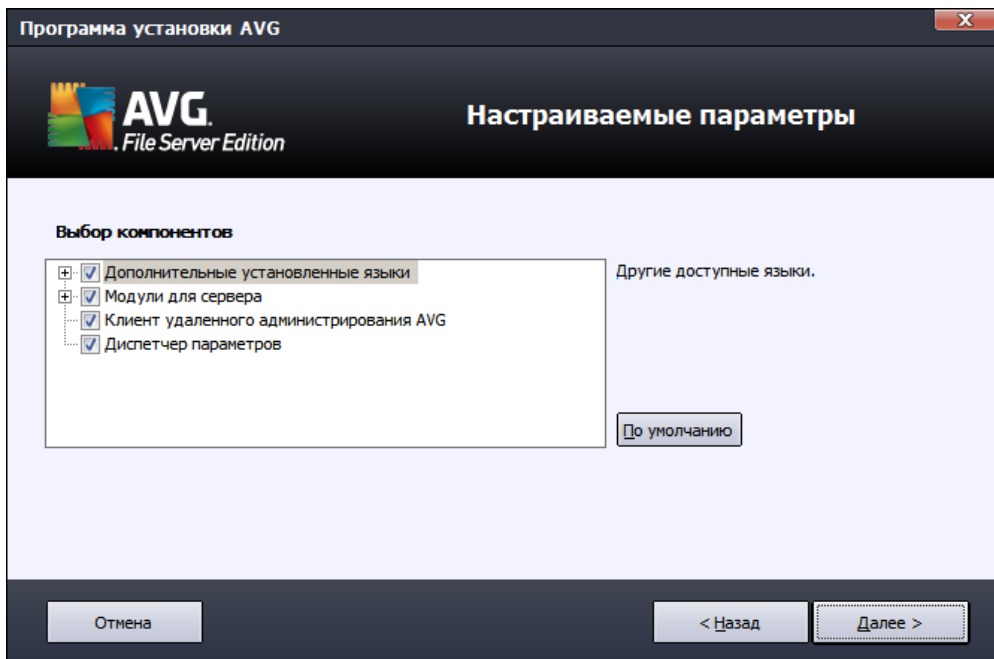 Программа установки AVG
X
AVG.
File Server Edition
Настраиваемые параметры
Выбор компонентов
Дополнительные установленные языки
Модули для сервера
Клиент удаленного администрирования AVG
Диспетчер параметров
Другие доступные языки.
По умолчанию
Отмена
< Назад
Далее >